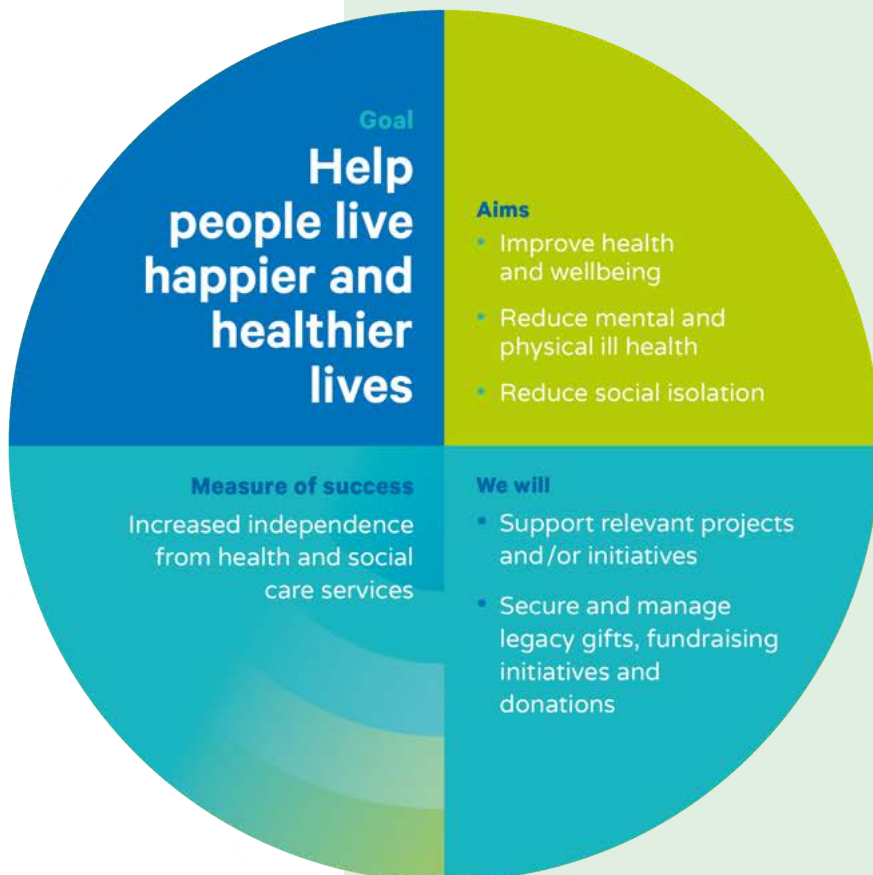 Goal
Help
people live
happier and
healthier
lives
Aims
• Improve health
and wellbeing
• Reduce mental and
physical ill health
• Reduce social isolation
Measure of success
Increased independence
from health and social
care services
We will
• Support relevant projects
and/or initiatives
• Secure and manage
legacy gifts, fundraising
initiatives and
donations